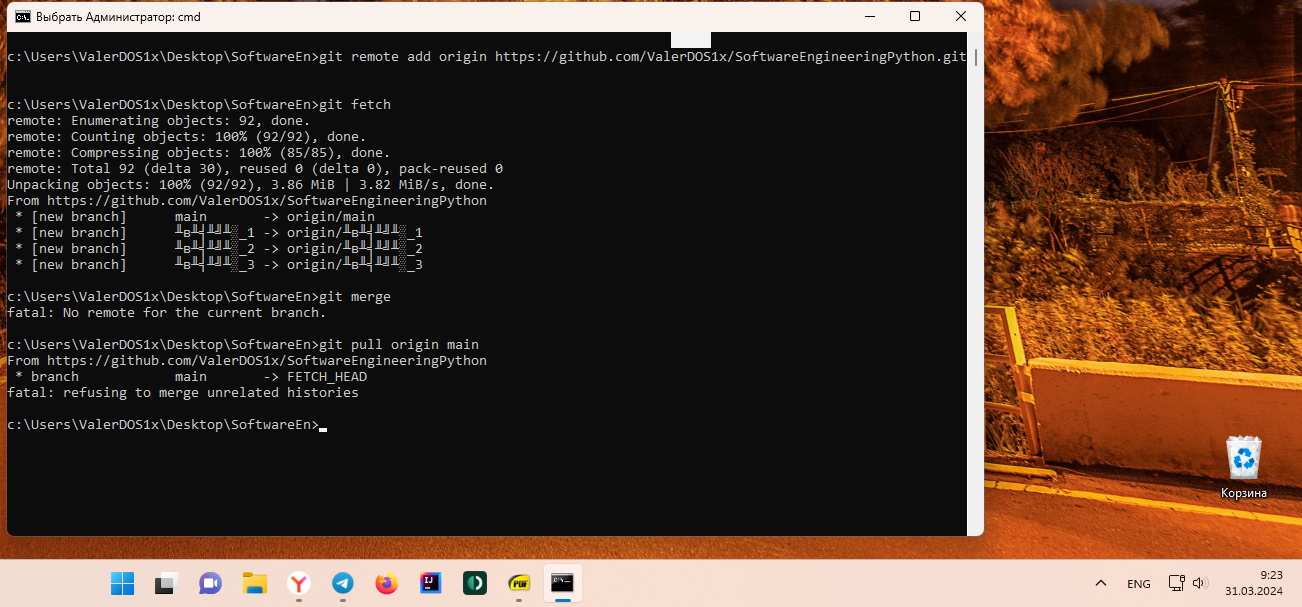 Выбрать Администратор: cmd
c:\Users\ValerDOS1x\Desktop\SoftwareEn>git remote add origin https://github.com/ValerDOS1x/SoftwareEngineeringPython.git
c:\Users\ValerDOS1x\Desktop\SoftwareEn>git fetch
remote: Enumerating objects: 92, done.
remote: Counting objects: 100% (92/92), done.
remote: Compressing objects: 100% (85/85), done.
remote: Total 92 (delta 30), reused 0 (delta 0), pack-reused 0
Unpacking objects: 100% (92/92), 3.86 MiB | 3.82 MiB/s, done.
From https://github.com/ValerDOS1x/SoftwareEngineeringPython
* [new branch] main -> origin/main
* [new branch] _1 -> origin/ _1
* [new branch] _2 -> origin/ _2
* [new branch] _3 -> origin/ _3
c:\Users\ValerDOS1x\Desktop\SoftwareEn>git merge
fatal: No remote for the current branch.
c:\Users\ValerDOS1x\Desktop\SoftwareEn>git pull origin main
From https://github.com/ValerDOS1x/SoftwareEngineeringPython
* branch main -> FETCH_HEAD
fatal: refusing to merge unrelated histories
c:\Users\ValerDOS1x\Desktop\SoftwareEn>
Корзина
IJ
PDF
ENG
9:23
31.03.2024